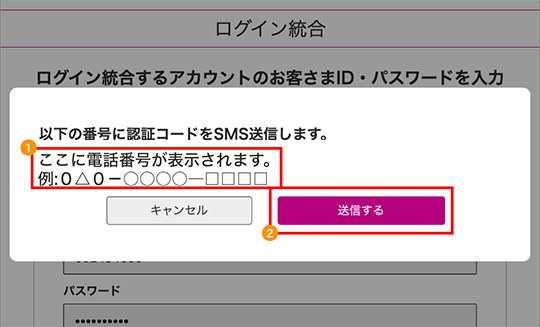 ログイン統合
ログイン統合するアカウントのお客さまID・パスワードを入力
以下の番号に認証コードをSMS送信します。
1
ここに電話番号が表示されます。
例:0△0ー○○○○―□□□□
キャンセル
送信する
2
パスワード
••••••••••